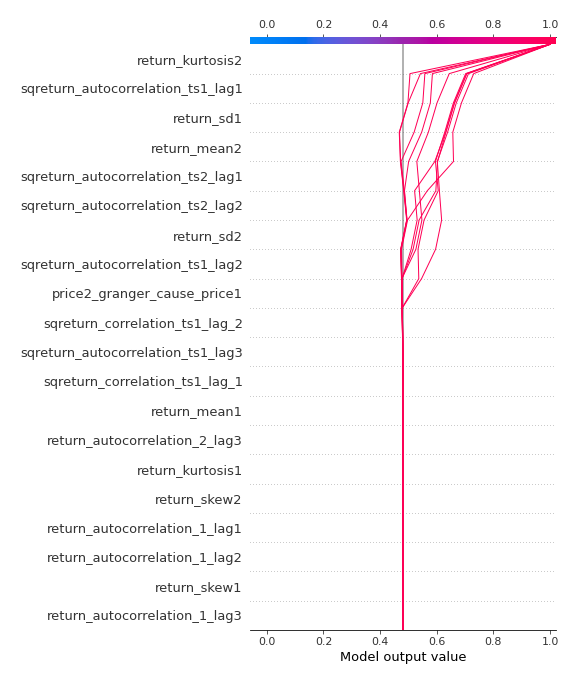 0.0 0.2 0.4 0.6 0.8 1.0
return_kurtosis2
sqreturn_autocorrelation_ts1_lag1
return_sd1
return_mean2
sqreturn_autocorrelation_ts2_lag1
sqreturn_autocorrelation_ts2_lag2
return_sd2
sqreturn_autocorrelation_ts1_lag2
price2_granger_cause_price1
sqreturn_correlation_ts1_lag_2
sqreturn_autocorrelation_ts1_lag3
sqreturn_correlation_ts1_lag_1
return_mean1
return_autocorrelation_2_lag3
return_kurtosis1
return_skew2
return_autocorrelation_1_lag1
return_autocorrelation_1_lag2
return_skew1
return_autocorrelation_1_lag3
0.0 0.2 0.4 0.6 0.8 1.0
Model output value